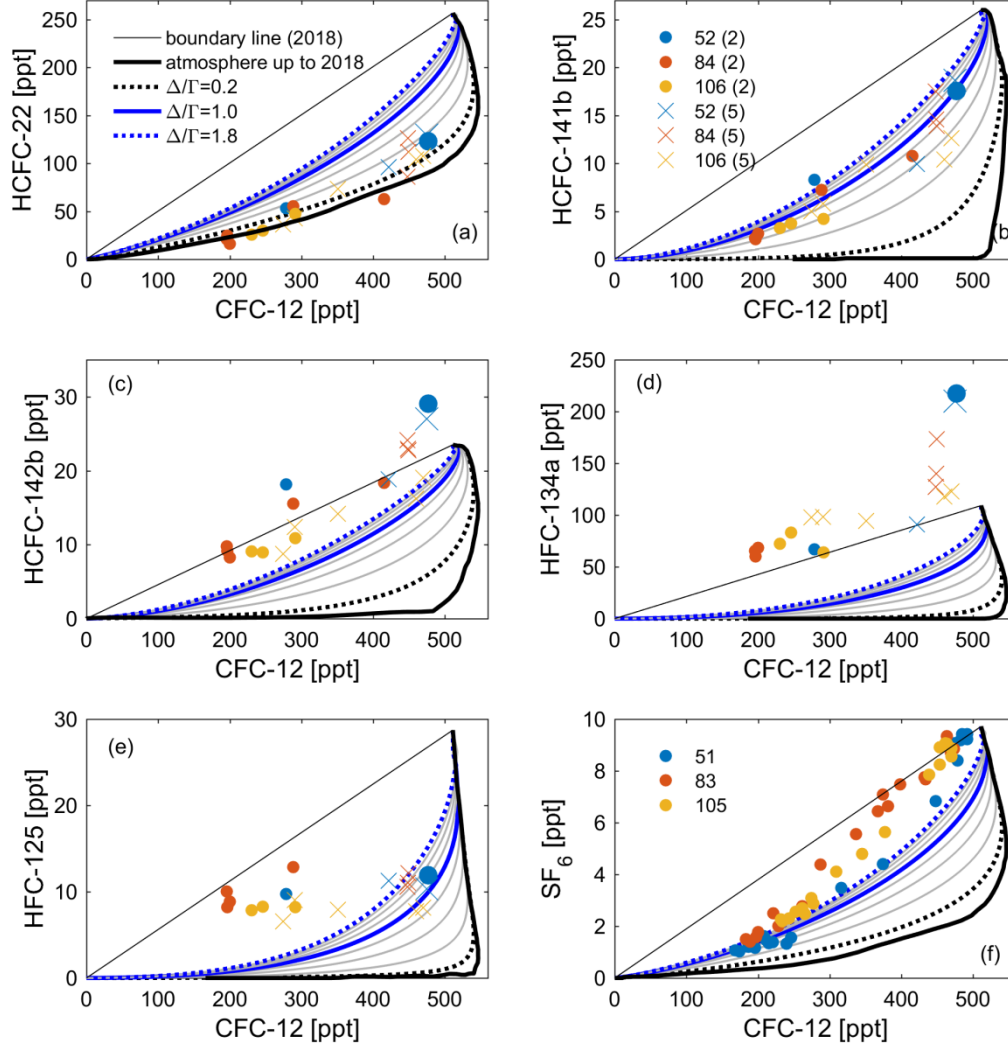 250
200
150
100
50
0
HCFC-22 [ppt]
boundary line (2018)
atmosphere up to 2018
Δ/Γ=0.2
Δ/Γ=1.0
Δ/Γ=1.8
(a)
0 100 200 300 400 500
CFC-12 [ppt]
25
20
15
10
5
0
HCFC-141b [ppt]
52 (2)
84 (2)
106 (2)
52 (5)
84 (5)
106 (5)
(b
0 100 200 300 400 500
CFC-12 [ppt]
30
20
10
0
HCFC-142b [ppt]
(c)
0 100 200 300 400 500
CFC-12 [ppt]
250
200
150
100
50
0
HFC-134a [ppt]
(d)
0 100 200 300 400 500
CFC-12 [ppt]
30
20
10
0
HFC-125 [ppt]
(e)
0 100 200 300 400 500
CFC-12 [ppt]
10
8
6
4
2
0
SF6 [ppt]
51
83
105
(f)
0 100 200 300 400 500
CFC-12 [ppt]